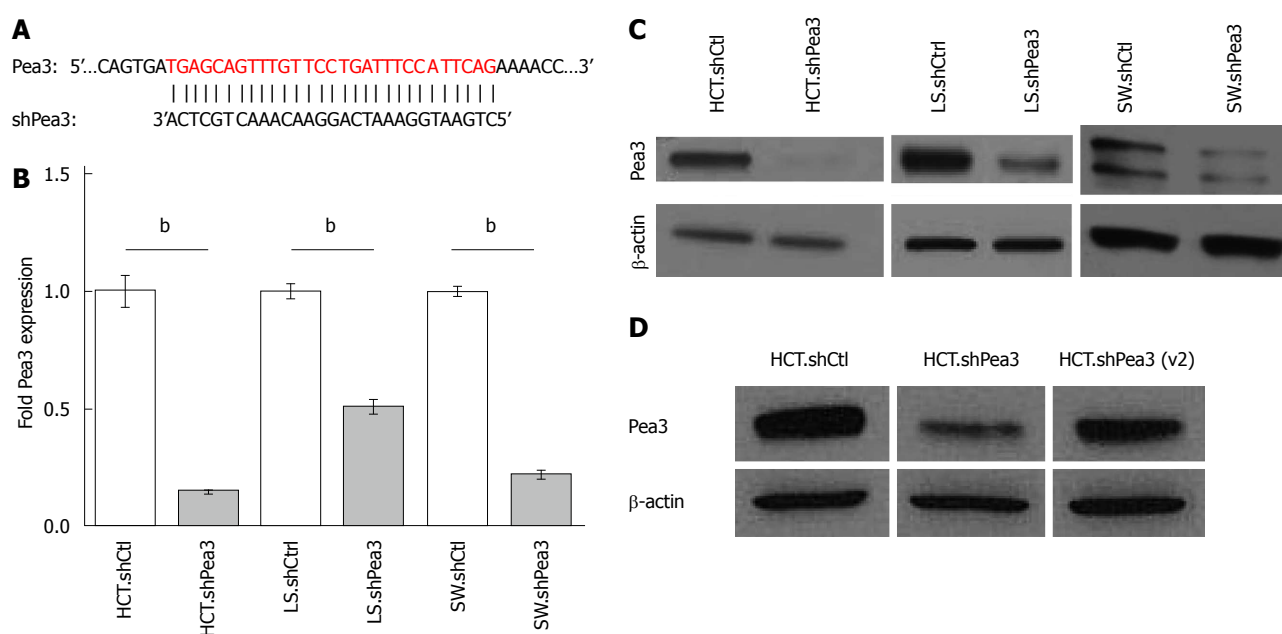 A
Pea3: 5′...CAGTGATGAGCAGTTTGTTCCTGATTTCCATTCAGAAAACC...3′
shPea3: 3′ACTCGTCAAACAAGGACTAAAGGTAAGTC5′
B
Fold Pea3 expression
1.5
1.0
0.5
0.0
b b b
HCT.shCtl
HCT.shPea3
LS.shCtrl
LS.shPea3
SW.shCtl
SW.shPea3
C
HCT.shCtl
HCT.shPea3
LS.shCtrl
LS.shPea3
SW.shCtl
SW.shPea3
Pea3
β-actin
D
HCT.shCtl HCT.shPea3 HCT.shPea3 (v2)
Pea3
β-actin